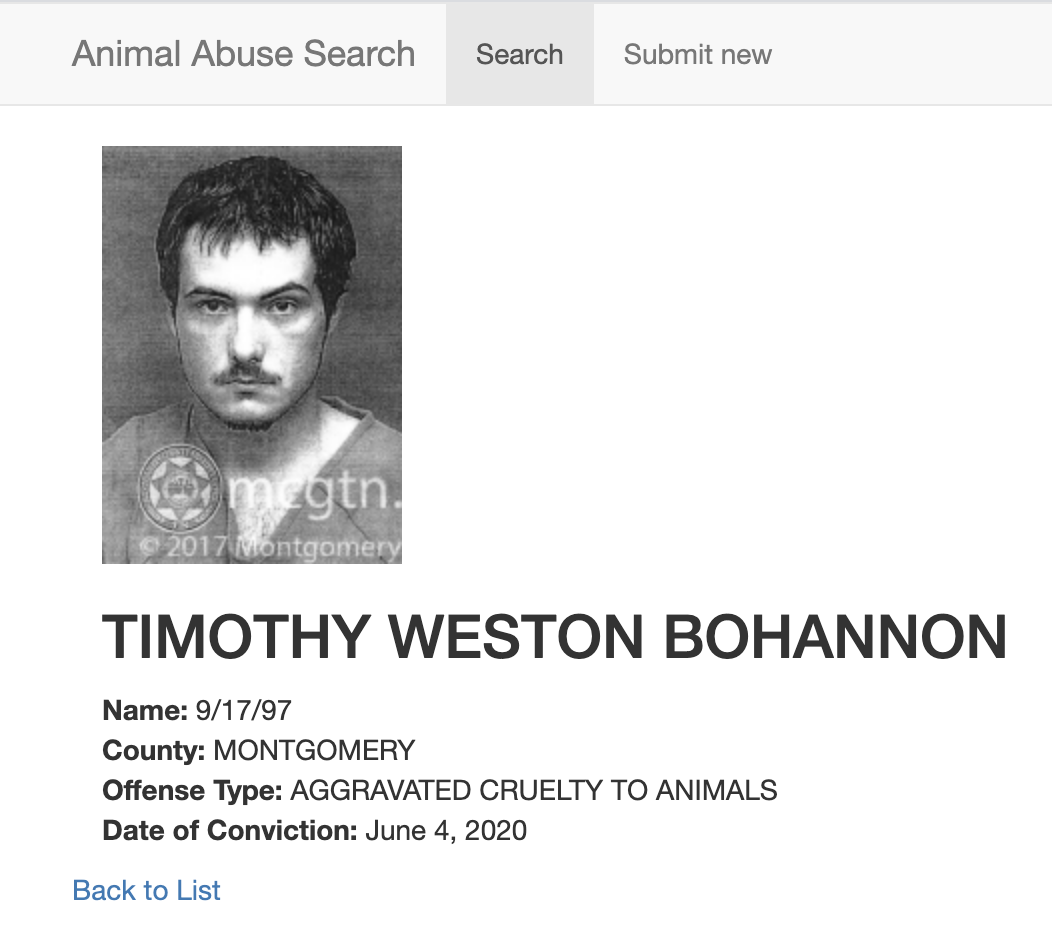 Animal Abuse Search Search Submit new
mcgtn.
© 2017 Montgomery
TIMOTHY WESTON BOHANNON
Name: 9/17/97
County: MONTGOMERY
Offense Type: AGGRAVATED CRUELTY TO ANIMALS
Date of Conviction: June 4, 2020
Back to List